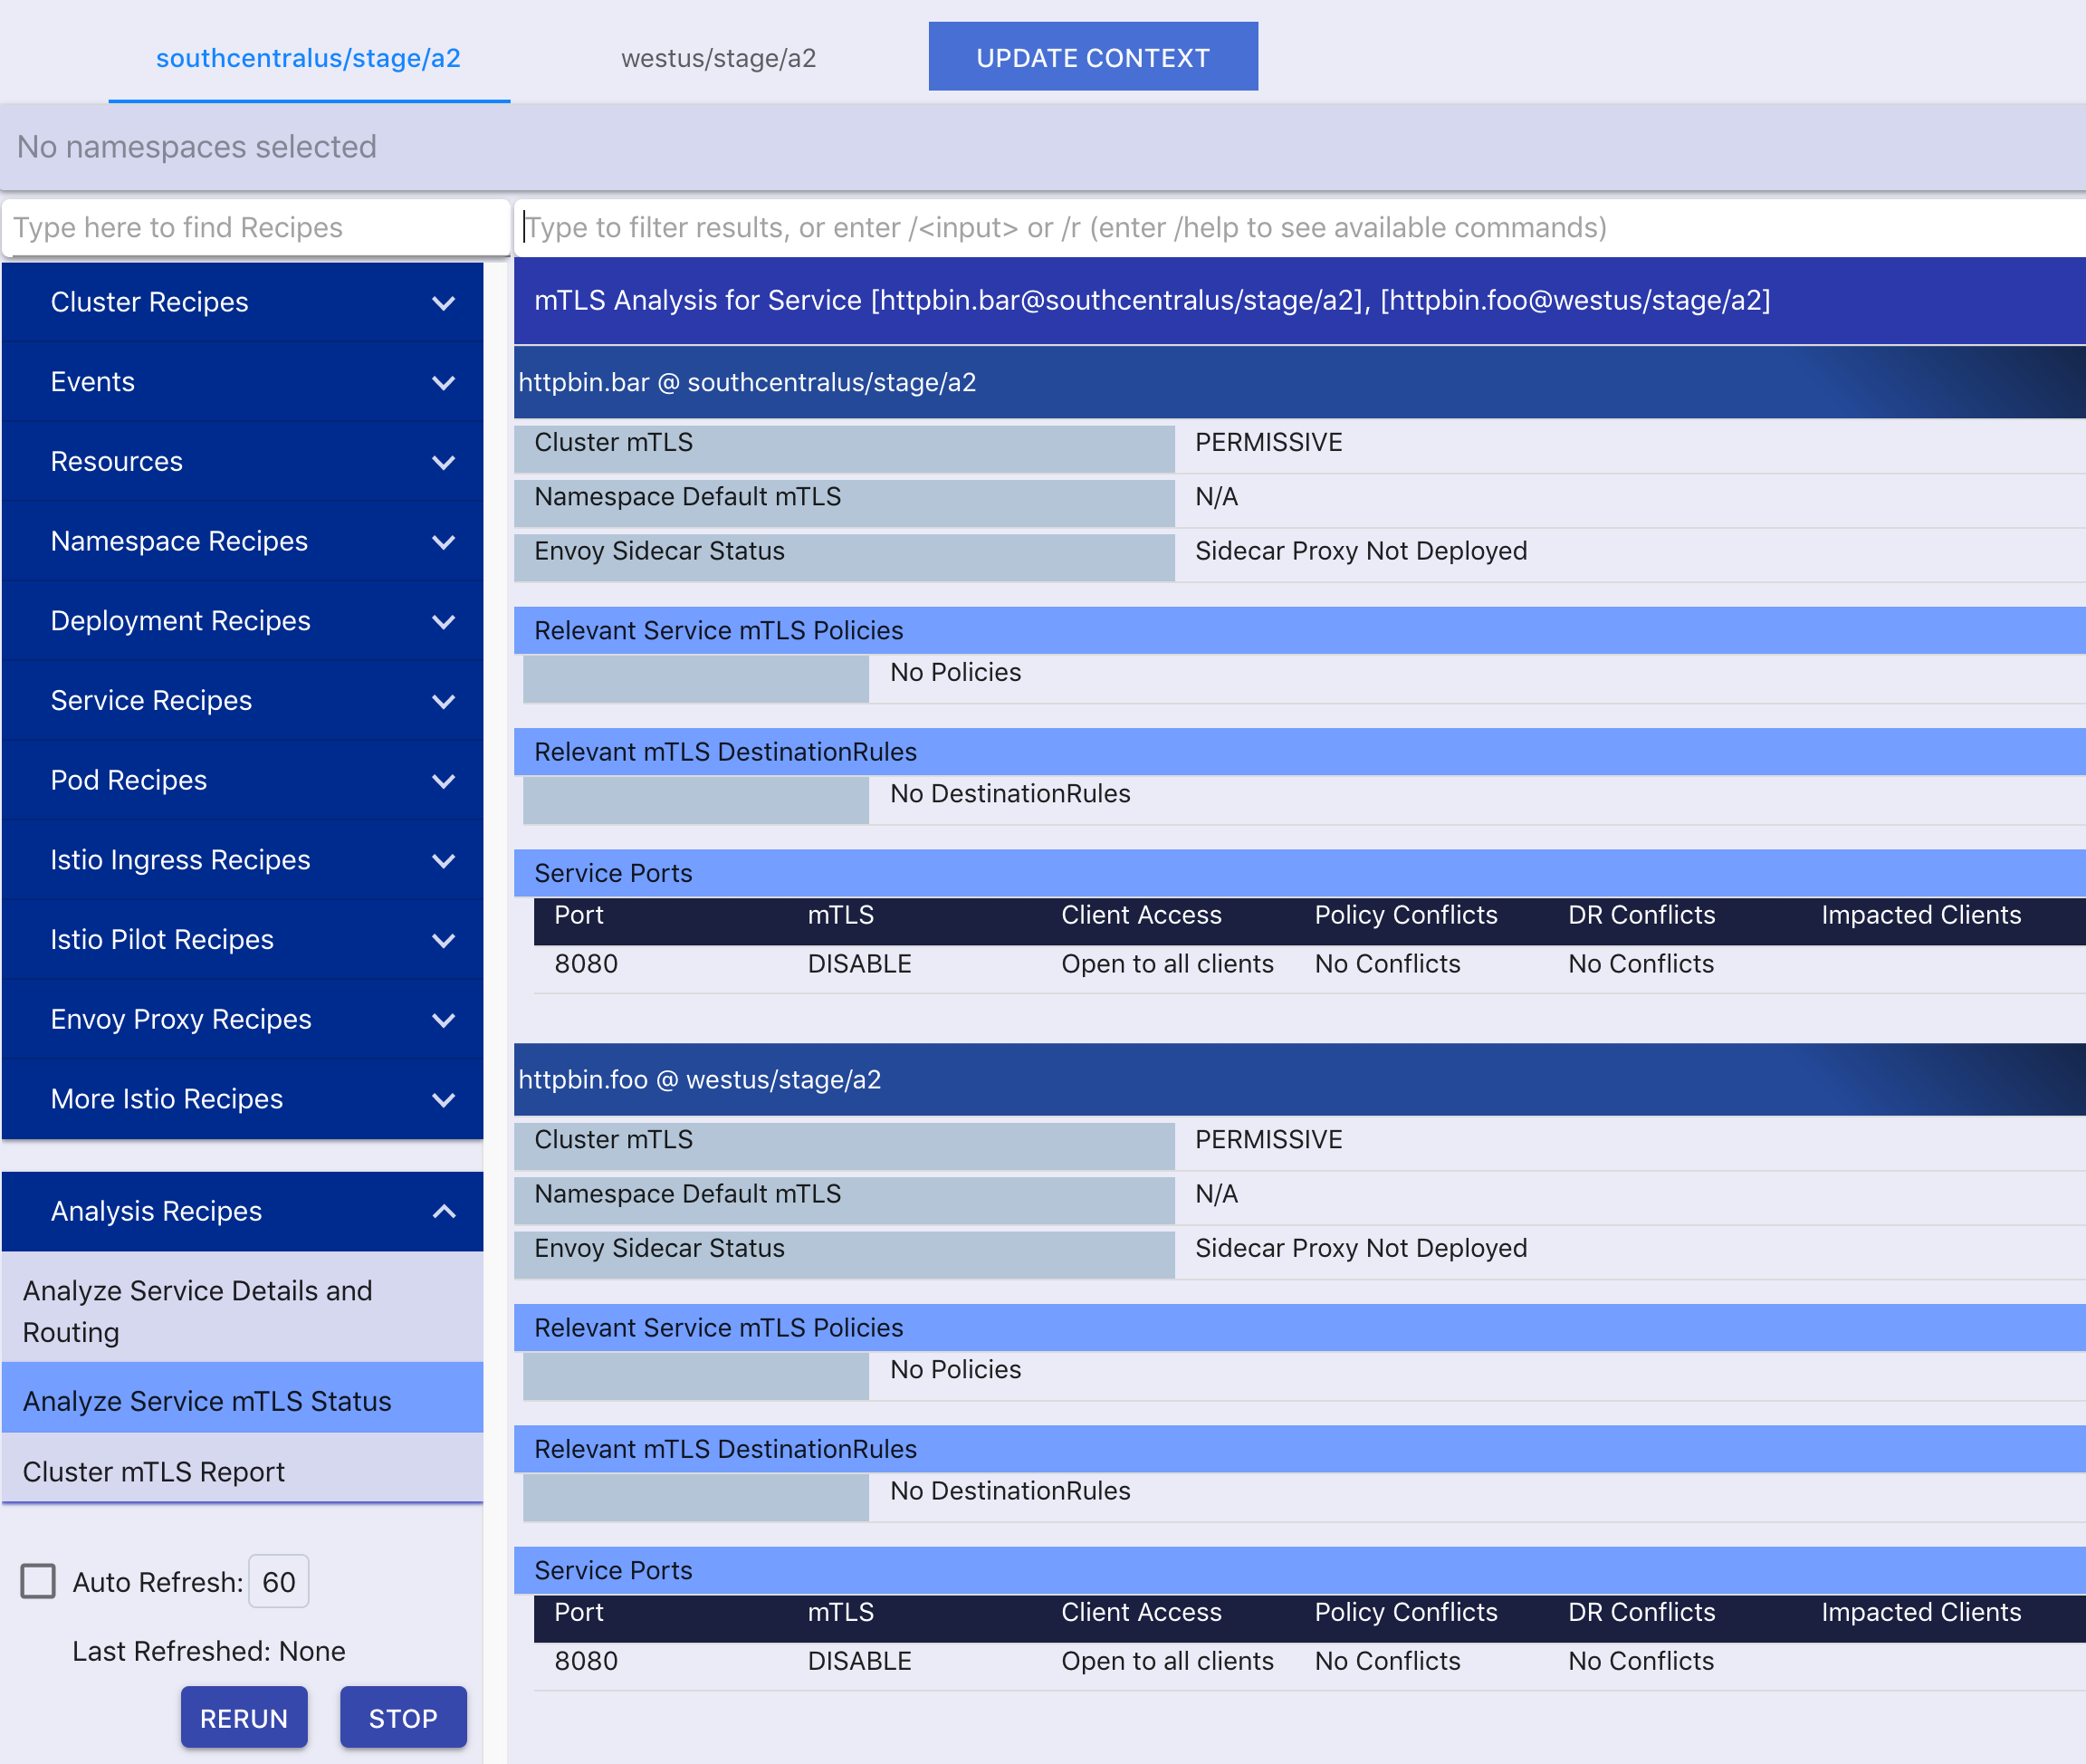 southcentralus/stage/a2 westus/stage/a2 UPDATE CONTEXT
No namespaces selected
Type here to find Recipes
Type to filter results, or enter /<input> or /r (enter /help to see available commands)
Cluster Recipes
Events
Resources
Namespace Recipes
Deployment Recipes
Service Recipes
Pod Recipes
Istio Ingress Recipes
Istio Pilot Recipes
Envoy Proxy Recipes
More Istio Recipes
Analysis Recipes
Analyze Service Details and
Routing
Analyze Service mTLS Status
Cluster mTLS Report
Auto Refresh: 60
Last Refreshed: None
RERUN STOP
mTLS Analysis for Service [httpbin.bar@southcentralus/stage/a2], [httpbin.foo@westus/stage/a2]
httpbin.bar @ southcentralus/stage/a2
Cluster mTLS PERMISSIVE
Namespace Default mTLS N/A
Envoy Sidecar Status Sidecar Proxy Not Deployed
Relevant Service mTLS Policies
No Policies
Relevant mTLS DestinationRules
No DestinationRules
Service Ports
Port mTLS Client Access Policy Conflicts DR Conflicts Impacted Clients
8080 DISABLE Open to all clients No Conflicts No Conflicts
httpbin.foo @ westus/stage/a2
Cluster mTLS PERMISSIVE
Namespace Default mTLS N/A
Envoy Sidecar Status Sidecar Proxy Not Deployed
Relevant Service mTLS Policies
No Policies
Relevant mTLS DestinationRules
No DestinationRules
Service Ports
Port mTLS Client Access Policy Conflicts DR Conflicts Impacted Clients
8080 DISABLE Open to all clients No Conflicts No Conflicts